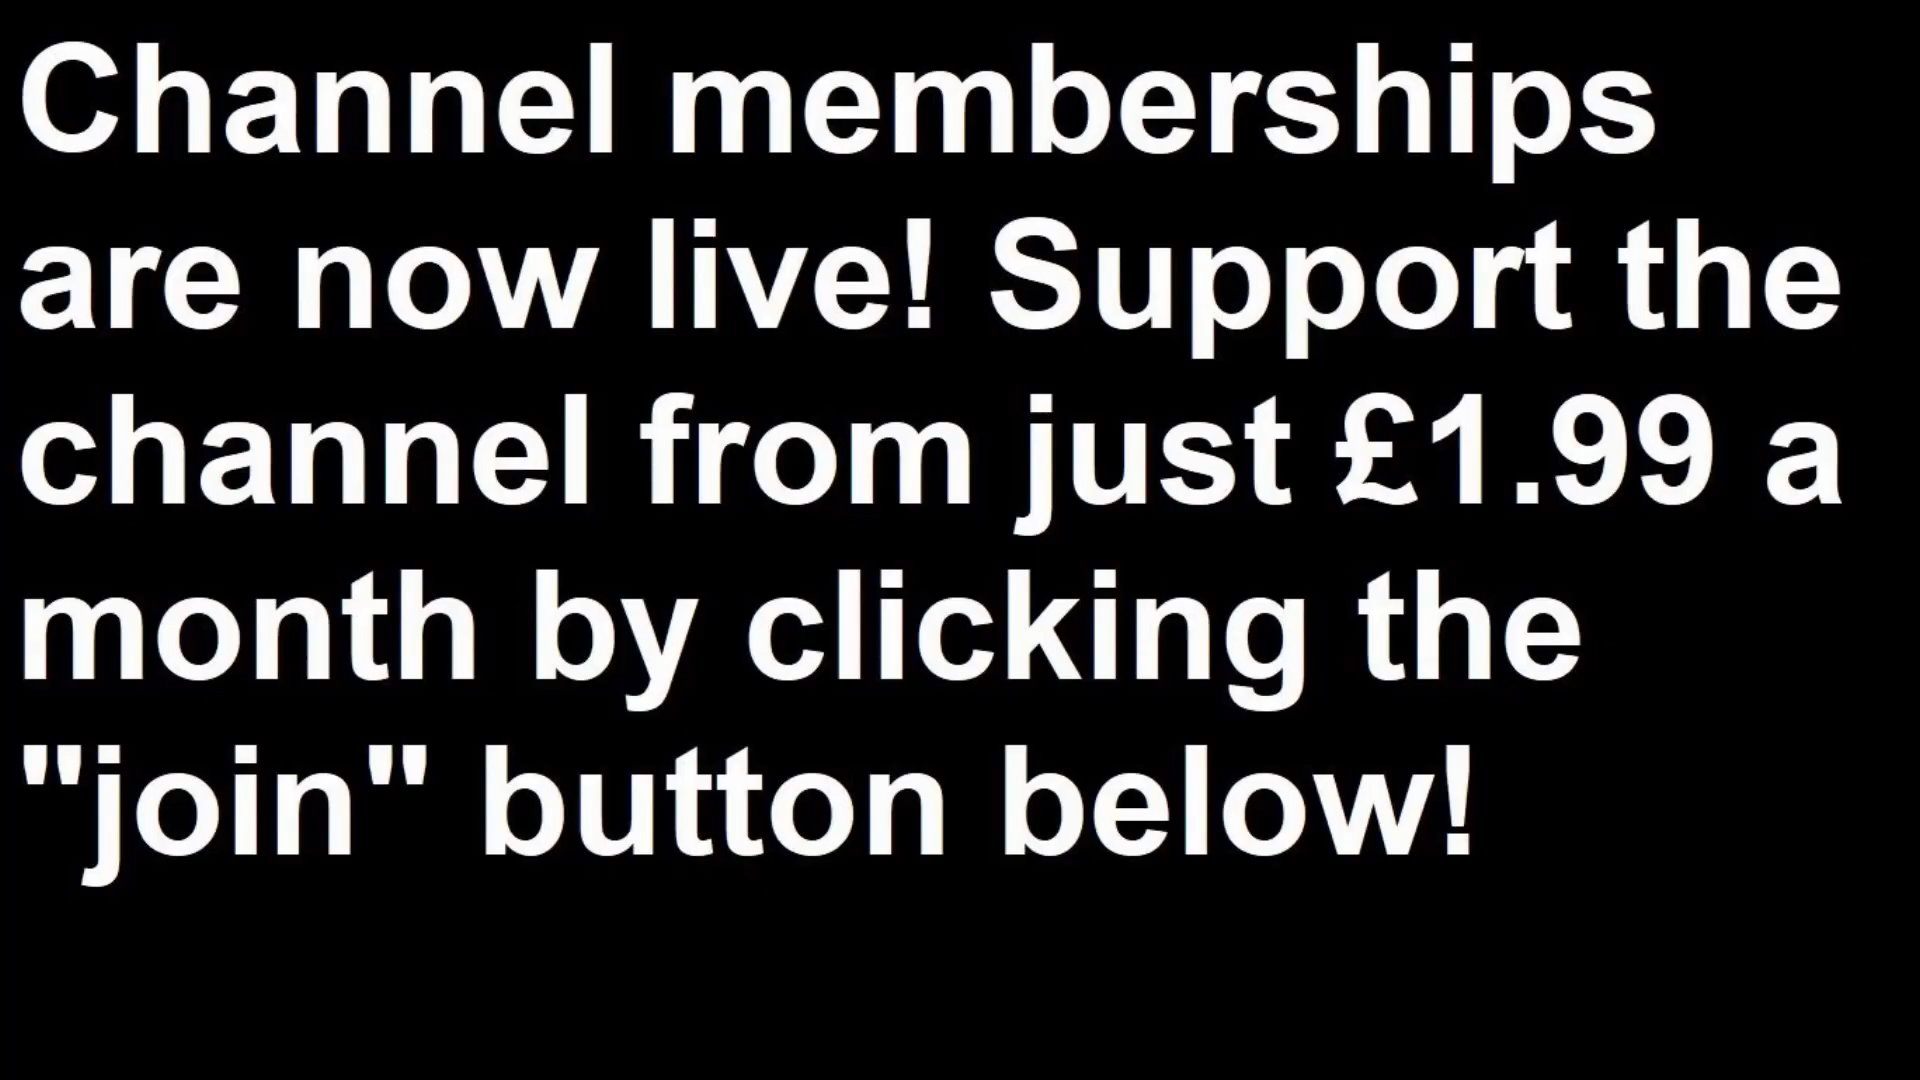 Channel memberships
are now live! Support the
channel from just £1.99 a
month by clicking the
"join" button below!